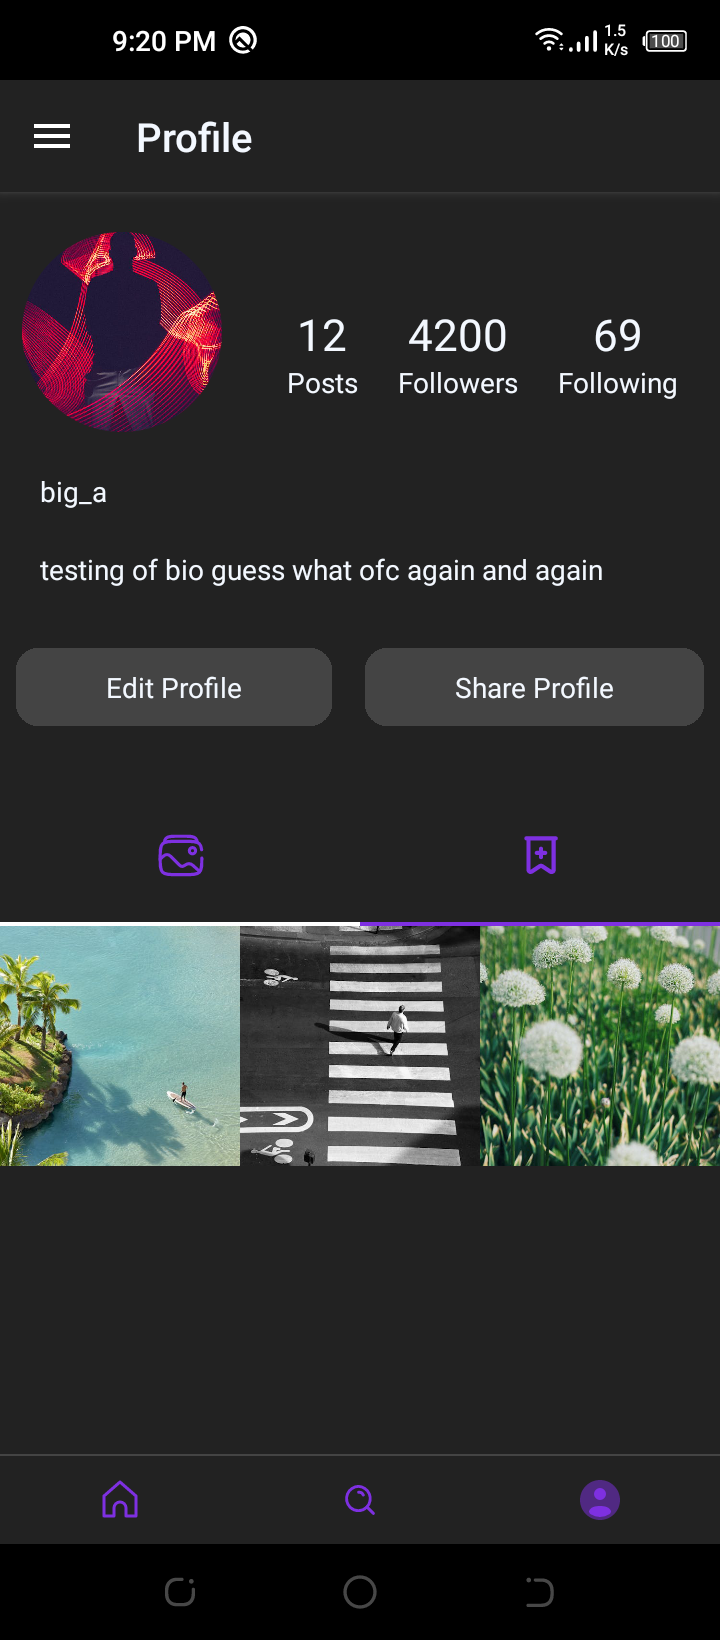 9:20 PM 1.5 K/s 100
Profile
12 4200 69
Posts Followers Following
big_a
testing of bio guess what ofc again and again
Edit Profile Share Profile